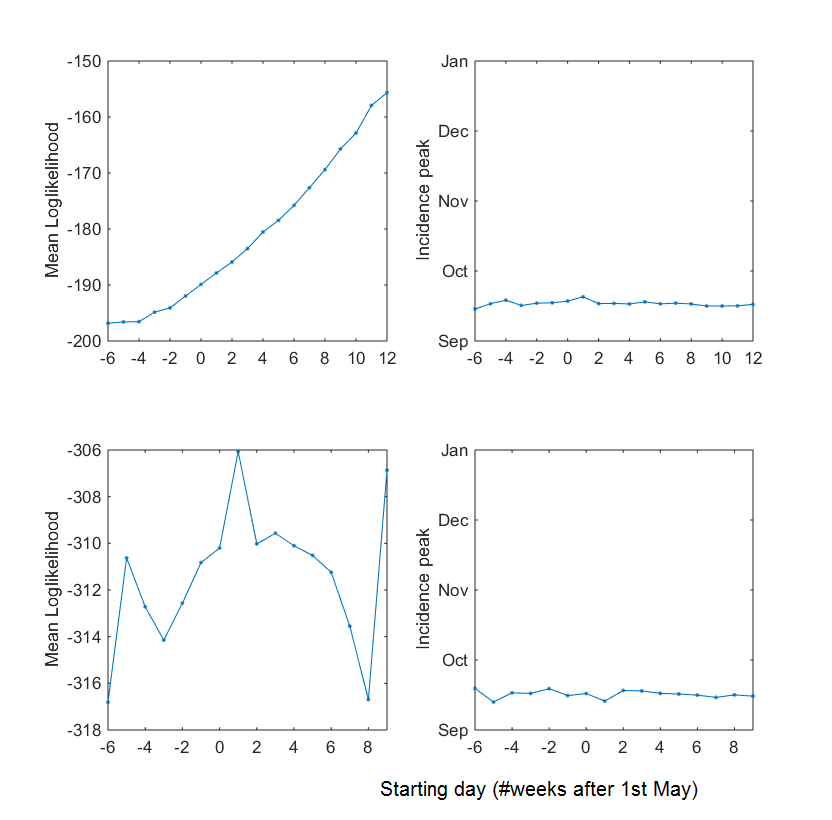 -150
-160
-170
-180
-190
-200
Mean Loglikelihood
-6 -4 -2 0 2 4 6 8 10 12
Jan
Dec
Nov
Oct
Sep
Incidence peak
-6 -4 -2 0 2 4 6 8 10 12
-306
-308
-310
-312
-314
-316
-318
Mean Loglikelihood
-6 -4 -2 0 2 4 6 8
Jan
Dec
Nov
Oct
Sep
Incidence peak
-6 -4 -2 0 2 4 6 8
Starting day (#weeks after 1st May)